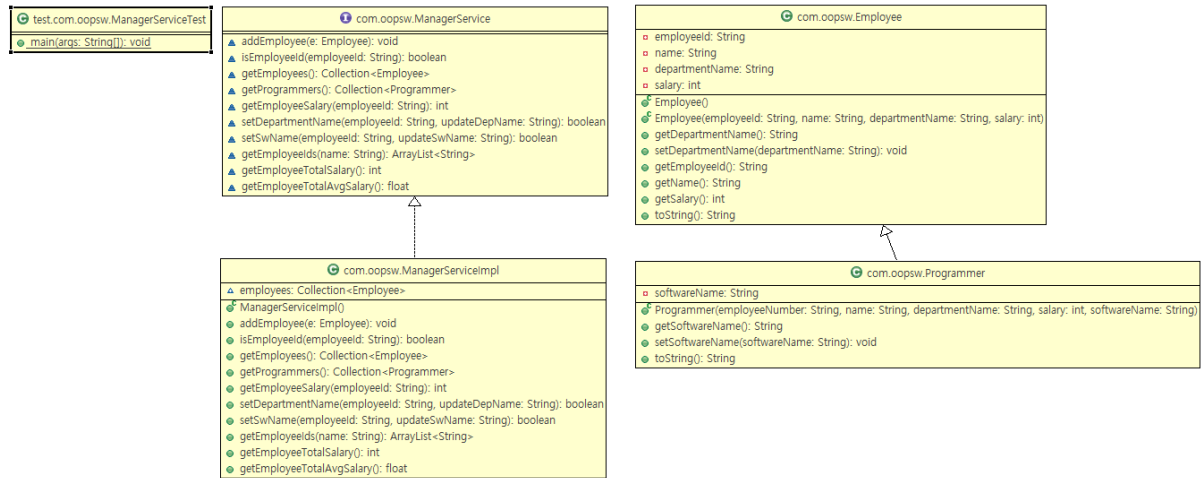 test.com.oopsw.ManagerServiceTest
main(args: String[]): void
com.oopsw.ManagerService
addEmployee(e: Employee): void
isEmployeeId(employeeId: String): boolean
getEmployees(): Collection<Employee>
getProgrammers(): Collection<Programmer>
getEmployeeSalary(employeeId: String): int
setDepartmentName(employeeId: String, updateDepName: String): boolean
setSwName(employeeId: String, updateSwName: String): boolean
getEmployeeIds(name: String): ArrayList<String>
getEmployeeTotalSalary(): int
getEmployeeTotalAvgSalary(): float
com.oopsw.Employee
employeeId: String
name: String
departmentName: String
salary: int
Employee()
Employee(employeeId: String, name: String, departmentName: String, salary: int)
getDepartmentName(): String
setDepartmentName(departmentName: String): void
getEmployeeId(): String
getName(): String
getSalary(): int
toString(): String
com.oopsw.ManagerServiceImpl
employees: Collection<Employee>
ManagerServiceImpl()
addEmployee(e: Employee): void
isEmployeeId(employeeId: String): boolean
getEmployees(): Collection<Employee>
getProgrammers(): Collection<Programmer>
getEmployeeSalary(employeeId: String): int
setDepartmentName(employeeId: String, updateDepName: String): boolean
setSwName(employeeId: String, updateSwName: String): boolean
getEmployeeIds(name: String): ArrayList<String>
getEmployeeTotalSalary(): int
getEmployeeTotalAvgSalary(): float
com.oopsw.Programmer
softwareName: String
Programmer(employeeNumber: String, name: String, departmentName: String, salary: int, softwareName: String)
getSoftwareName(): String
setSoftwareName(softwareName: String): void
toString(): String